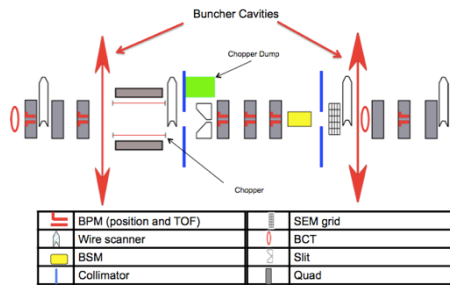 Buncher Cavities
Chopper Dump
Chopper
BPM (position and TOF)
SEM grid
Wire scanner
BCT
BSM
Slit
Collimator
Quad